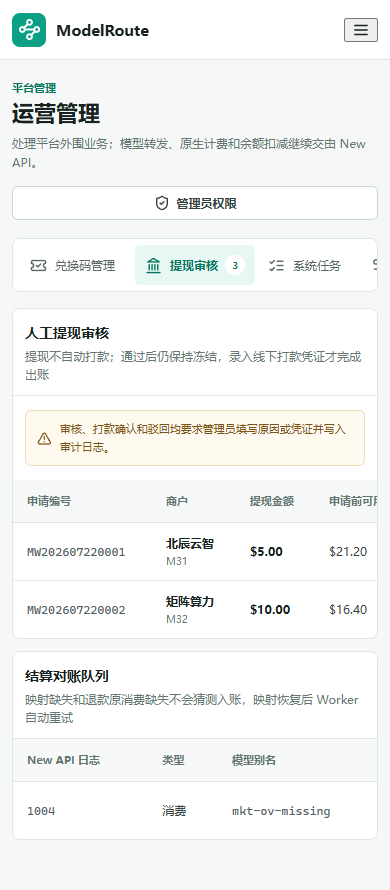 ModelRoute
平台管理
运营管理
处理平台外围业务；模型转发、原生计费和余额扣减继续交由 New
API。
管理员权限
兑换码管理 提现审核 3 系统任务
人工提现审核
提现不自动打款；通过后仍保持冻结，录入线下打款凭证才完成
出账
审核、打款确认和驳回均要求管理员填写原因或凭证并写入
审计日志。
申请编号 商户 提现金额 申请前可用
MW202607220001 北辰云智 $5.00 $21.20
M31
MW202607220002 矩阵算力 $10.00 $16.40
M32
结算对账队列
映射缺失和退款原消费缺失不会猜测入账，映射恢复后 Worker
自动重试
New API 日志 类型 模型别名
1004 消费 mkt-ov-missing